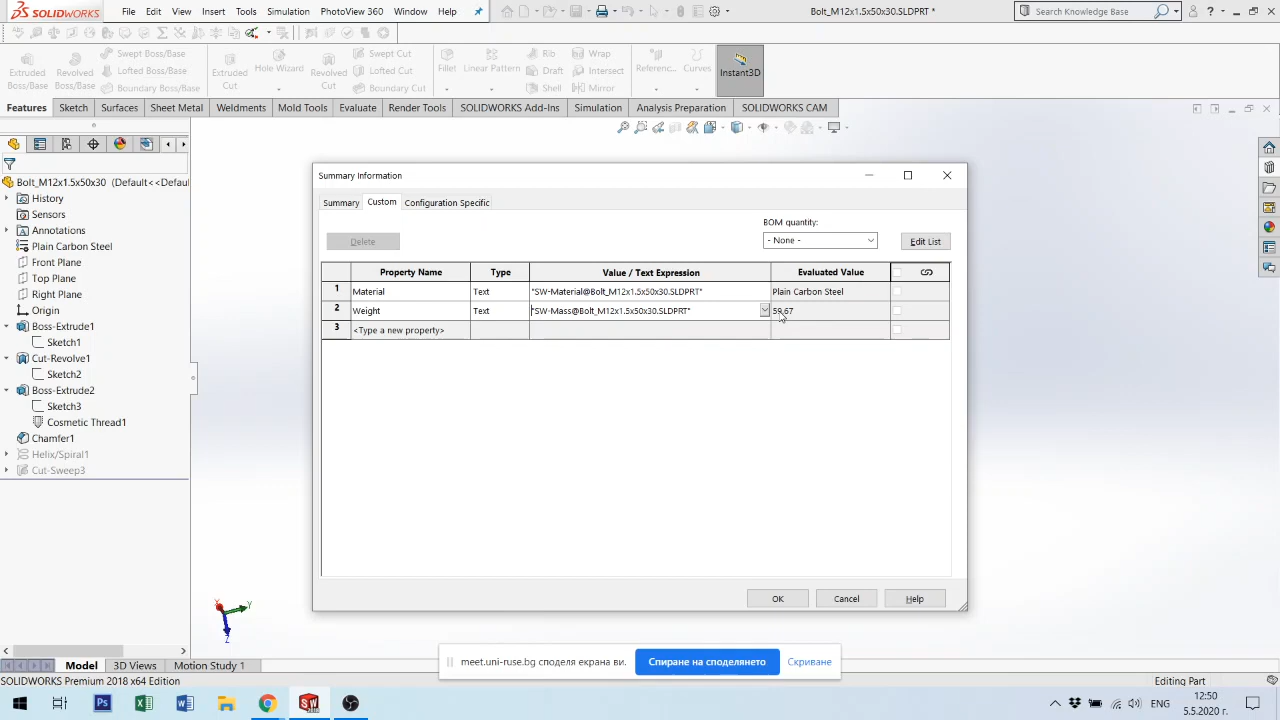 SOLIDWORKS File Edit View Insert Tools Simulation PhotoView 360 Window Help Bolt_M12x1.5x50x30.SLDPRT * Search Knowledge Base
Extruded Boss/Base
Revolved Boss/Base
Swept Boss/Base
Lofted Boss/Base
Boundary Boss/Base
Extruded Cut
Hole Wizard
Revolved Cut
Swept Cut
Lofted Cut
Boundary Cut
Fillet
Linear Pattern
Rib
Draft
Shell
Wrap
Intersect
Mirror
Referenc...
Curves
Instant3D
Features Sketch Surfaces Sheet Metal Weldments Mold Tools Evaluate Render Tools SOLIDWORKS Add-Ins Simulation Analysis Preparation SOLIDWORKS CAM
Bolt_M12x1.5x50x30 (Default<<Defau
History
Sensors
Annotations
Plain Carbon Steel
Front Plane
Top Plane
Right Plane
Origin
Boss-Extrude1
Sketch1
Cut-Revolve1
Sketch2
Boss-Extrude2
Sketch3
Cosmetic Thread1
Chamfer1
Helix/Spiral1
Cut-Sweep3
Summary Information
Summary Custom Configuration Specific
BOM quantity:
Delete - None - Edit List
Property Name Type Value / Text Expression Evaluated Value
1 Material Text "SW-Material@Bolt_M12x1.5x50x30.SLDPRT" Plain Carbon Steel
2 Weight Text "SW-Mass@Bolt_M12x1.5x50x30.SLDPRT" 59.67
3 <Type a new property>
OK Cancel Help
Y
Z
meet.uni-ruse.bg споделя екрана ви. Спиране на споделянето Скриване
Model 3D Views Motion Study 1
SOLIDWORKS Premium 2018 x64 Edition Editing Part
Ps SW 2018 ENG 12:50
5.5.2020 г.